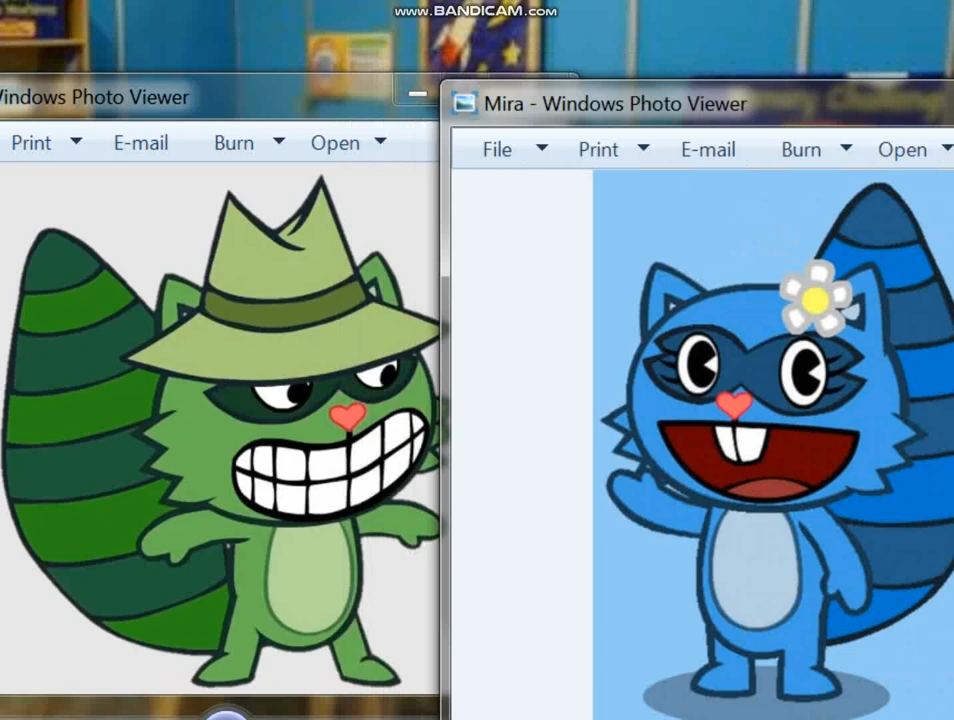 www.BANDICAM.com
Windows Photo Viewer
Print E-mail Burn Open
Mira - Windows Photo Viewer
File Print E-mail Burn Open